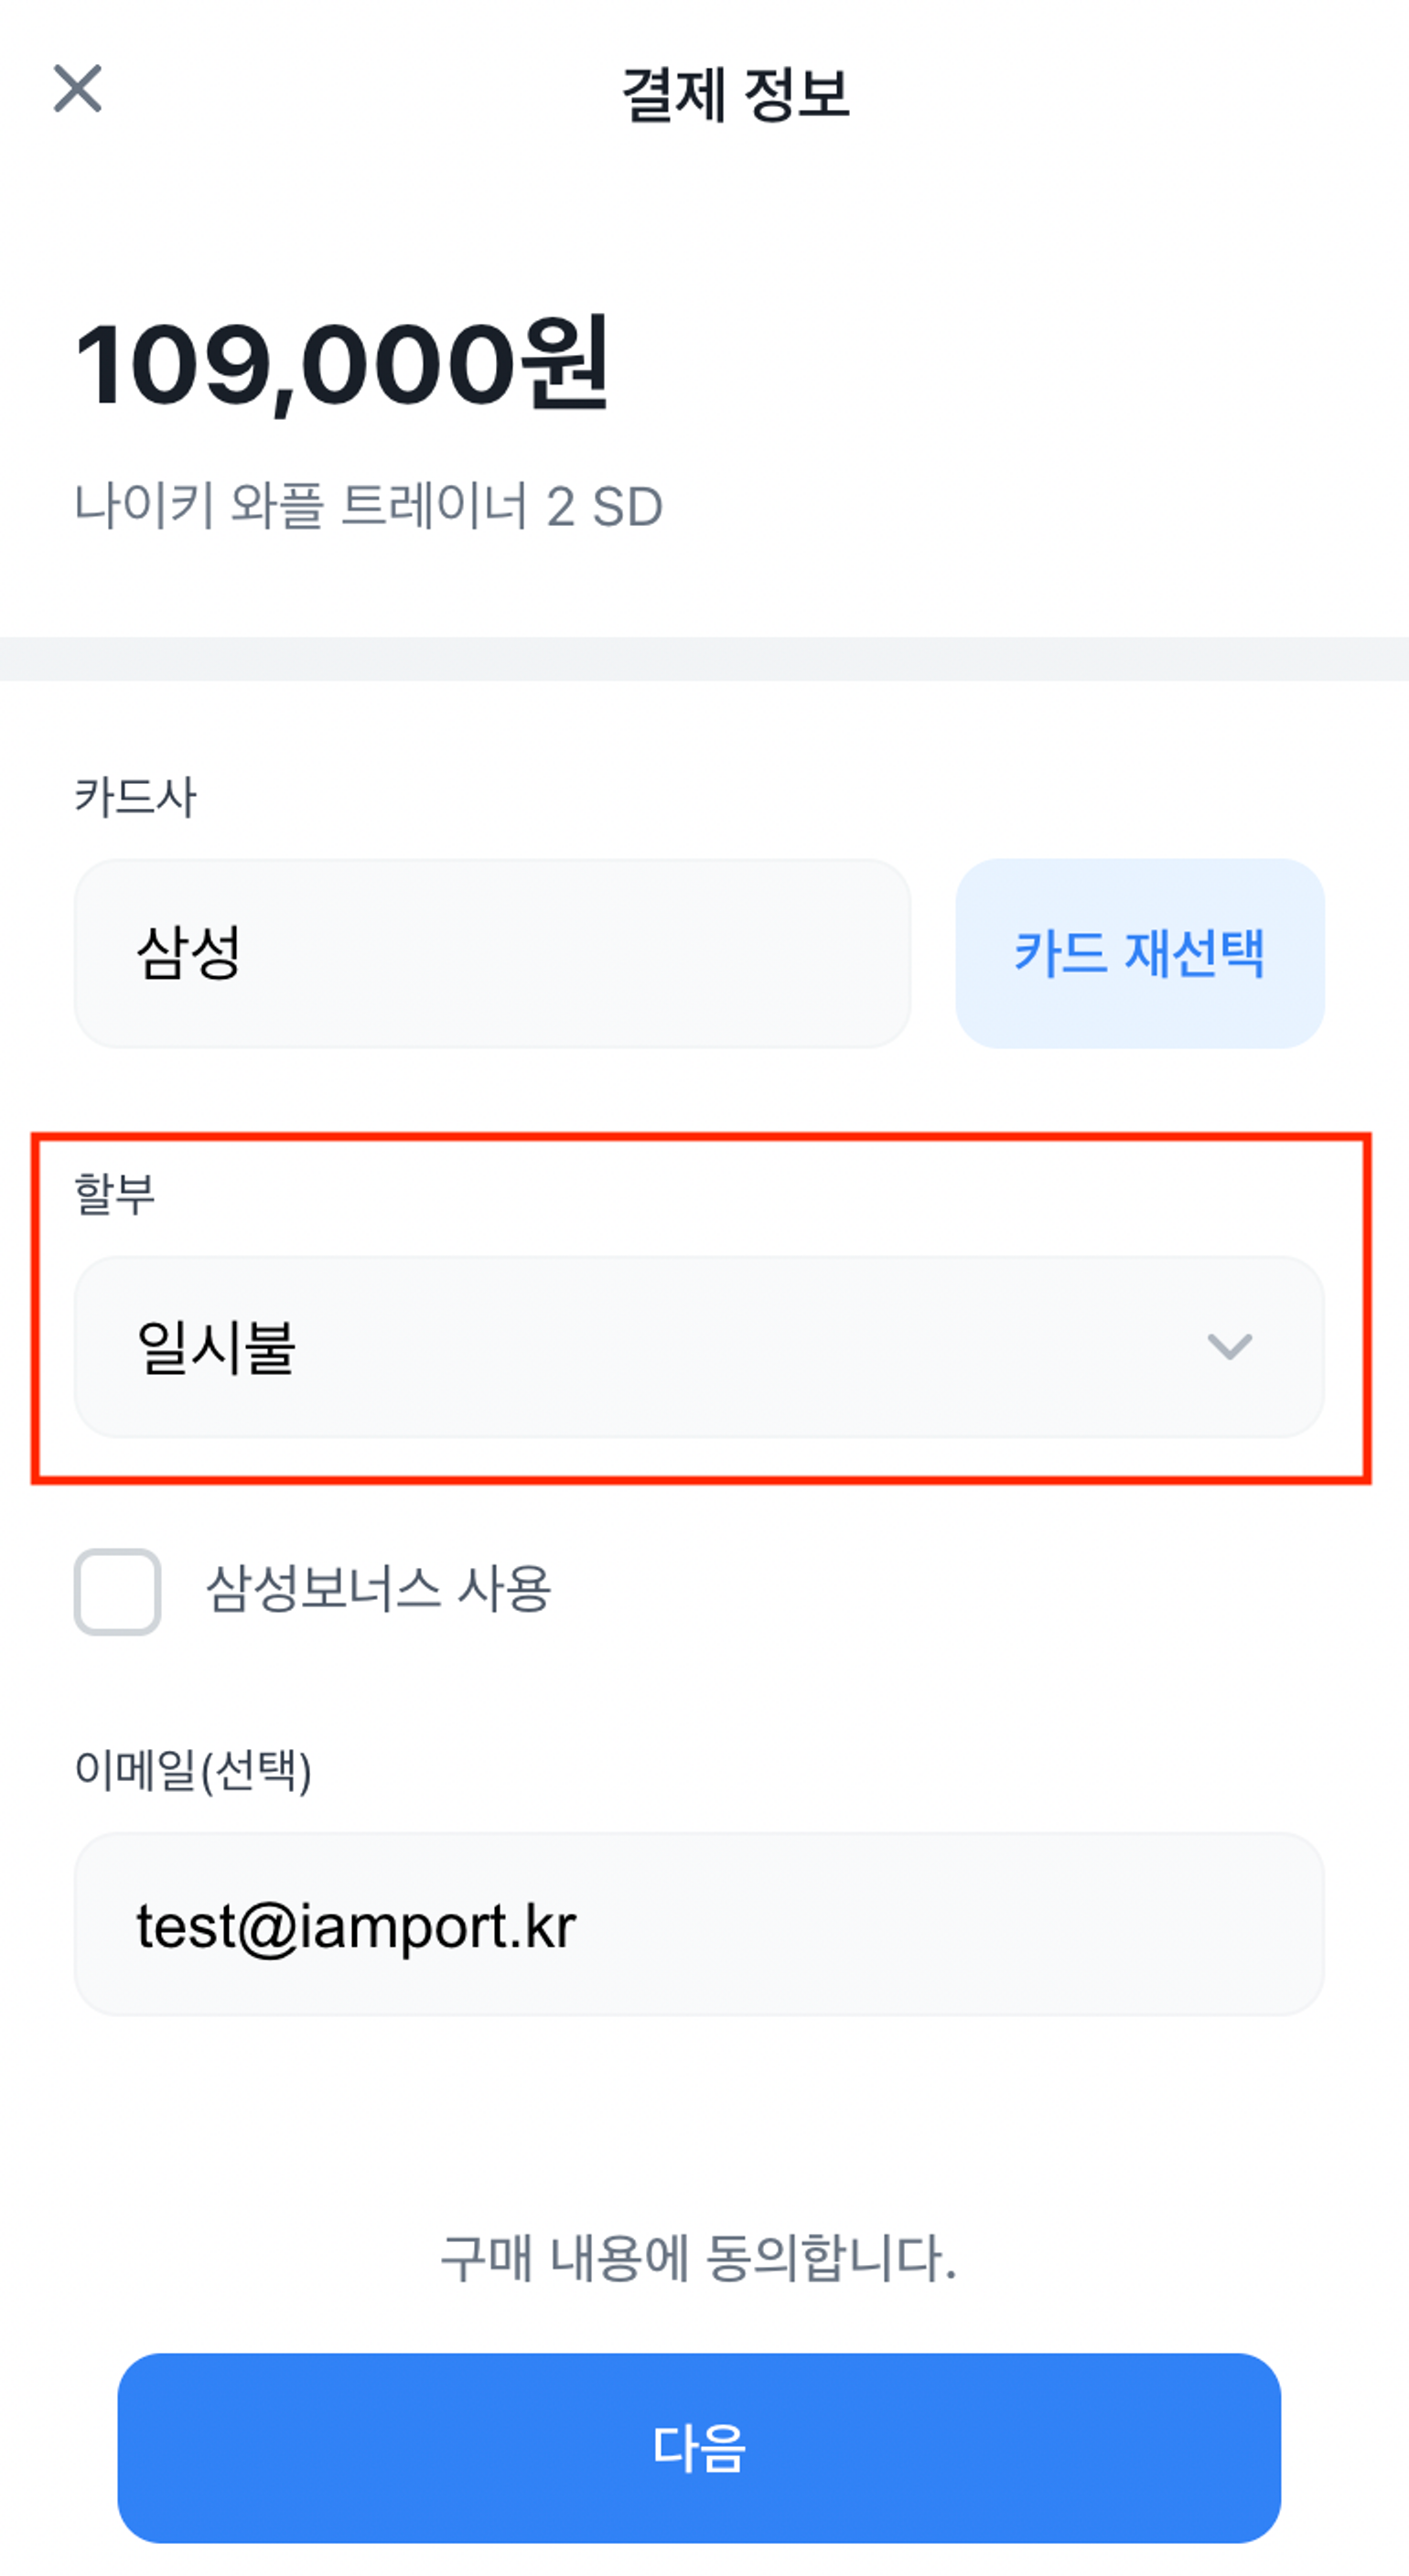 결제 정보
109,000원
나이키 와플 트레이너 2 SD
카드사
삼성
카드 재선택
할부
일시불
삼성보너스 사용
이메일(선택)
test@iamport.kr
구매 내용에 동의합니다.
다음